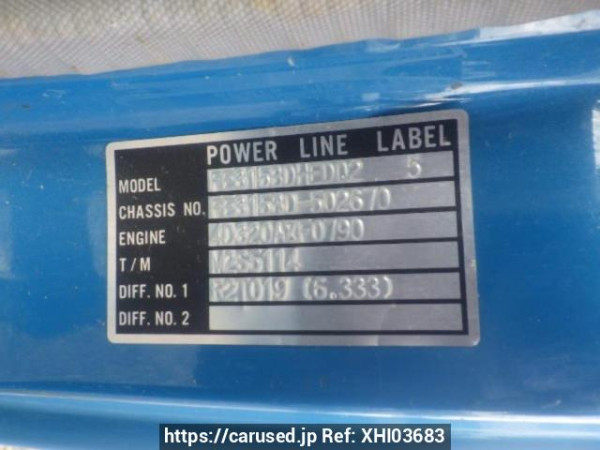 POWER LINE LABEL
MODEL 5
CHASSIS NO.
ENGINE
T/M M2S5114
DIFF. NO. 1 R2T019 (6.333)
DIFF. NO. 2
https://carused.jp Ref: XHI03683